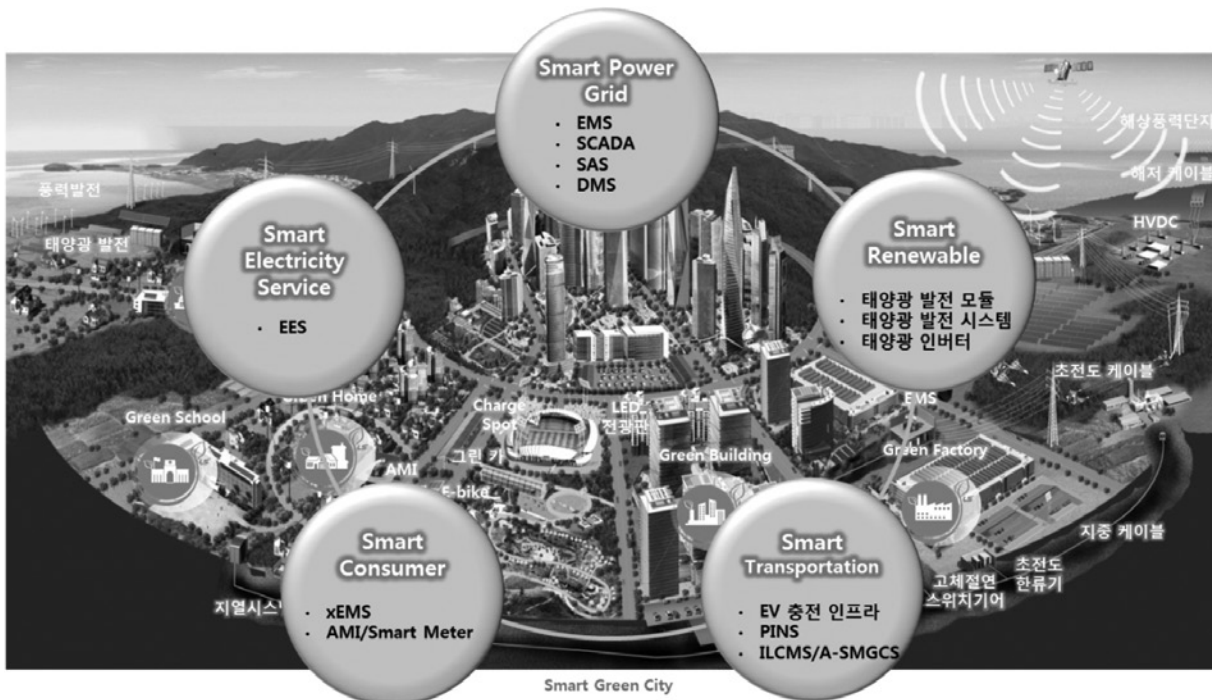 Smart Power
Grid
· EMS
· SCADA
· SAS
· DMS
해상풍력단지
해저 케이블
HVDC
풍력발전
태양광 발전
Smart
Electricity
Service
· EES
Smart
Renewable
· 태양광 발전 모듈
· 태양광 발전 시스템
· 태양광 인버터
초전도 케이블
EMS
Green School
Green Home
Charge
Spot
LED
전광판
그린 카
AMI
E-bike
Green Building
Green Factory
지중 케이블
초전도
한류기
고체절연
스위치기어
지열시스
Smart
Consumer
· xEMS
· AMI/Smart Meter
Smart
Transportation
· EV 충전 인프라
· PINS
· ILCMS/A-SMGCS
Smart Green City